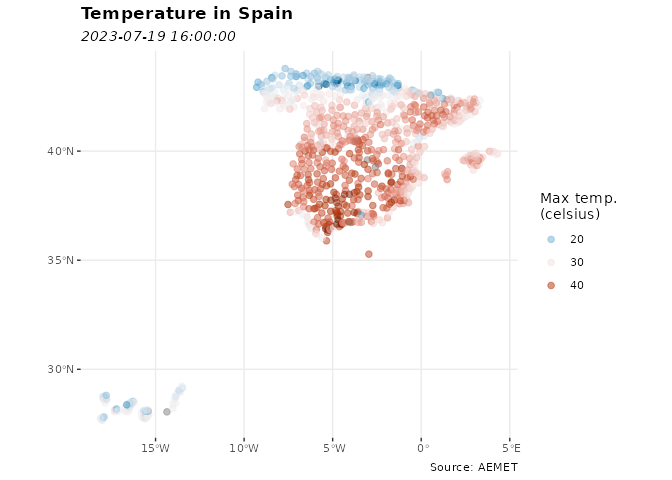 Temperature in Spain
2023-07-19 16:00:00
40°N
35°N
30°N
15°W
10°W
5°W
0°
5°E
Max temp.
(celsius)
20
30
40
Source: AEMET